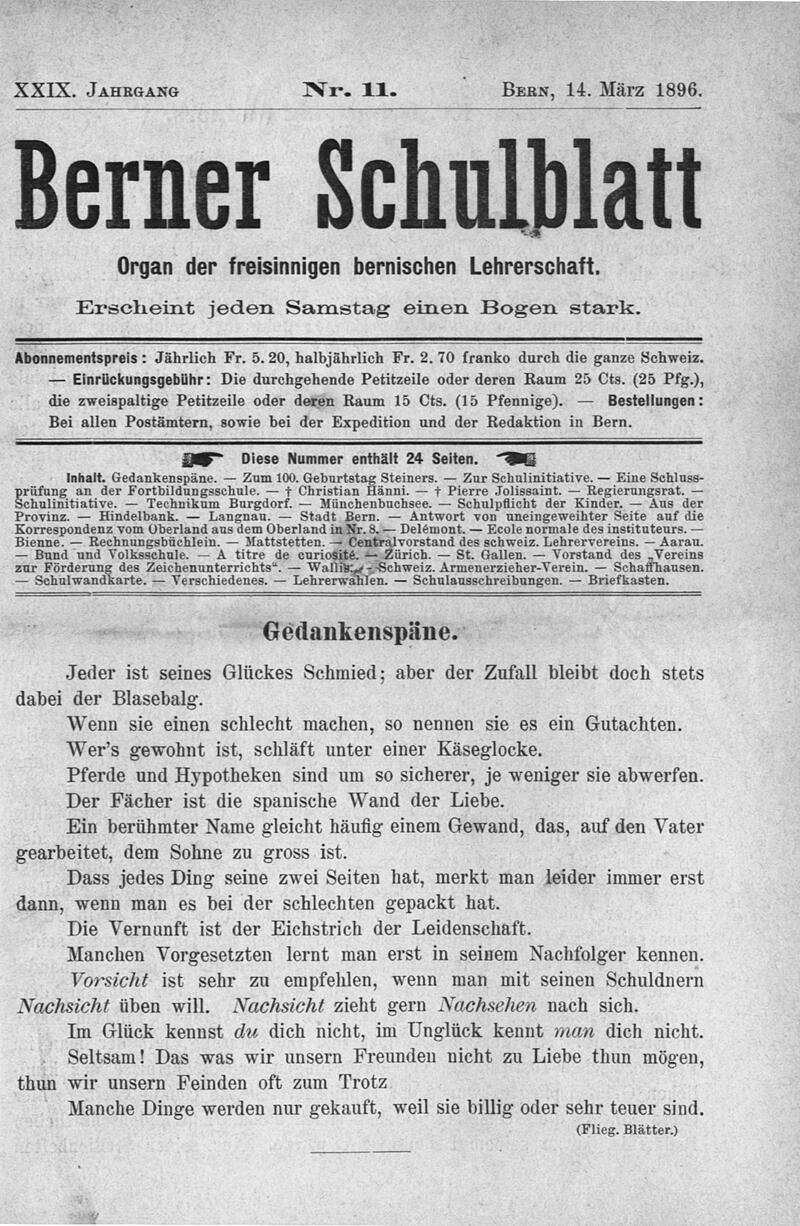 XXIX. Jahrgang Nr. 11. Bern, 14. März 1896.
Berner Schulblatt
Organ der freisinnigen bernischen Lehrerschaft.
Erscheint jeden Samstag einen Bogen stark.
Abonnementspreis: Jährlich Fr. 5. 20, halbjährlich Fr. 2. 70 franko durch die ganze Schweiz.
— Einrückungsgebühr: Die durchgehende Petitzeile oder deren Raum 25 Cts. (25 Pfg.),
die zweispaltige Petitzeile oder deren Raum 15 Cts. (15 Pfennige). — Bestellungen:
Bei allen Postämtern, sowie bei der Expedition und der Redaktion in Bern.
Diese Nummer enthält 24 Seiten.
Inhalt. Gedankenspäne. — Zum 100. Geburtstag Steiners. — Zur Schulinitiative. — Eine Schluss-
prüfung an der Fortbildungsschule. — † Christian Hänni. — † Pierre Jolissaint. — Regierungsrat. —
Schulinitiative. — Technikum Burgdorf. — Münchenbuchsee. — Schulpflicht der Kinder. — Aus der
Provinz. — Hindelbank. — Langnau. — Stadt Bern. — Antwort von uneingeweihter Seite auf die
Korrespondenz vom Oberland aus dem Oberland in Nr. 8. — Delémont. — Ecole normale des instituteurs. —
Bienne. — Rechnungsbüchlein. — Mattstetten. — Centralvorstand des schweiz. Lehrervereins. — Aarau.
— Bund und Volksschule. — A titre de curiosité. — Zürich. — St. Gallen. — Vorstand des „Vereins
zur Förderung des Zeichenunterrichts“. — Wallis. — Schweiz. Armenerzieher-Verein. — Schaffhausen.
— Schulwandkarte. — Verschiedenes. — Lehrerwahlen. — Schulausschreibungen. — Briefkasten.
Gedankenspäne.
Jeder ist seines Glückes Schmied; aber der Zufall bleibt doch stets
dabei der Blasebalg.
Wenn sie einen schlecht machen, so nennen sie es ein Gutachten.
Wer's gewohnt ist, schläft unter einer Käseglocke.
Pferde und Hypotheken sind um so sicherer, je weniger sie abwerfen.
Der Fächer ist die spanische Wand der Liebe.
Ein berühmter Name gleicht häufig einem Gewand, das, auf den Vater
gearbeitet, dem Sohne zu gross ist.
Dass jedes Ding seine zwei Seiten hat, merkt man leider immer erst
dann, wenn man es bei der schlechten gepackt hat.
Die Vernunft ist der Eichstrich der Leidenschaft.
Manchen Vorgesetzten lernt man erst in seinem Nachfolger kennen.
Vorsicht ist sehr zu empfehlen, wenn man mit seinen Schuldnern
Nachsicht üben will. Nachsicht zieht gern Nachsehen nach sich.
Im Glück kennst du dich nicht, im Unglück kennt man dich nicht.
Seltsam! Das was wir unsern Freunden nicht zu Liebe thun mögen,
thun wir unsern Feinden oft zum Trotz
Manche Dinge werden nur gekauft, weil sie billig oder sehr teuer sind.
(Flieg. Blätter.)